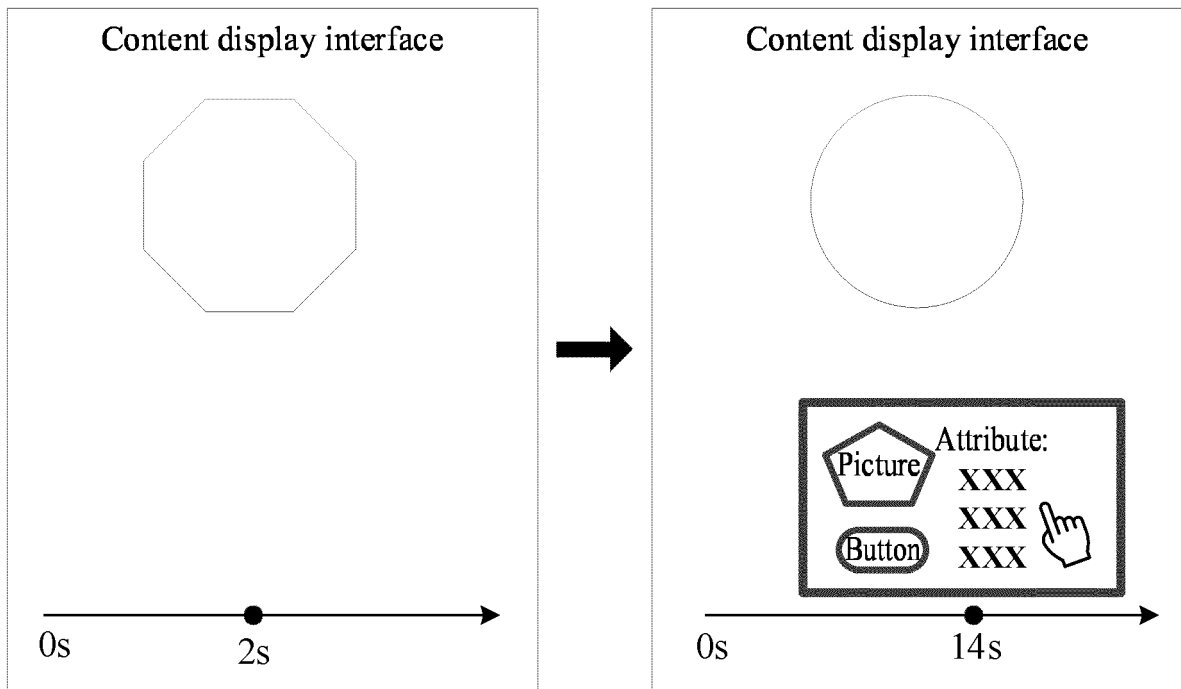 Content display interface
0s
2s
Content display interface
Picture
Attribute:
XXX
XXX
XXX
Button
0s
14s